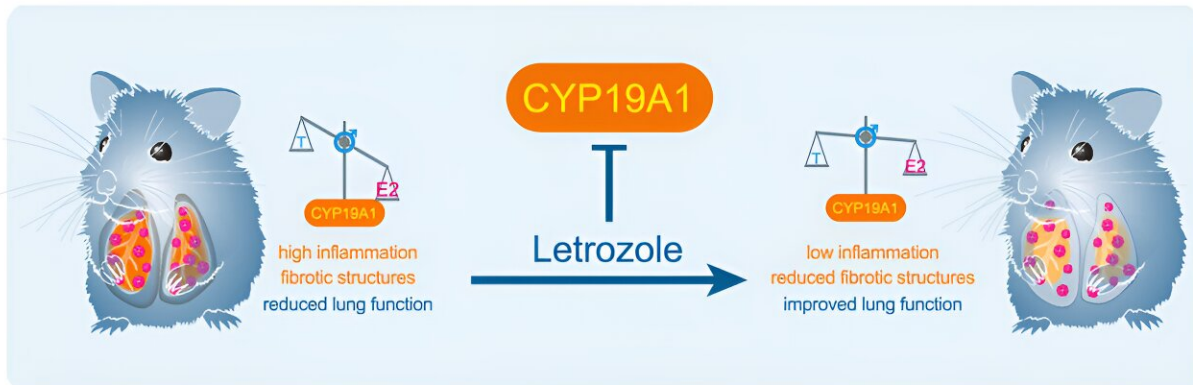 CYP19A1
T
E2
CYP19A1
high inflammation
fibrotic structures
reduced lung function
Letrozole
T
E2
CYP19A1
low inflammation
reduced fibrotic structures
improved lung function